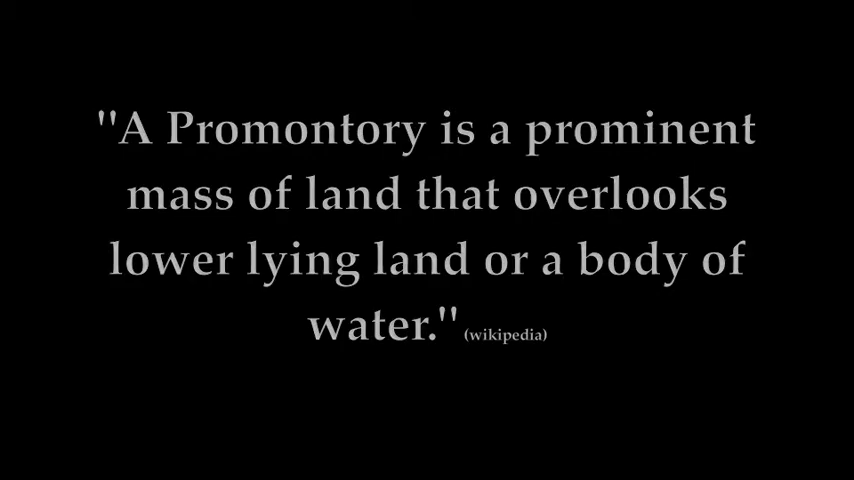 "A Promontory is a prominent
mass of land that overlooks
lower lying land or a body of
water." (wikipedia)